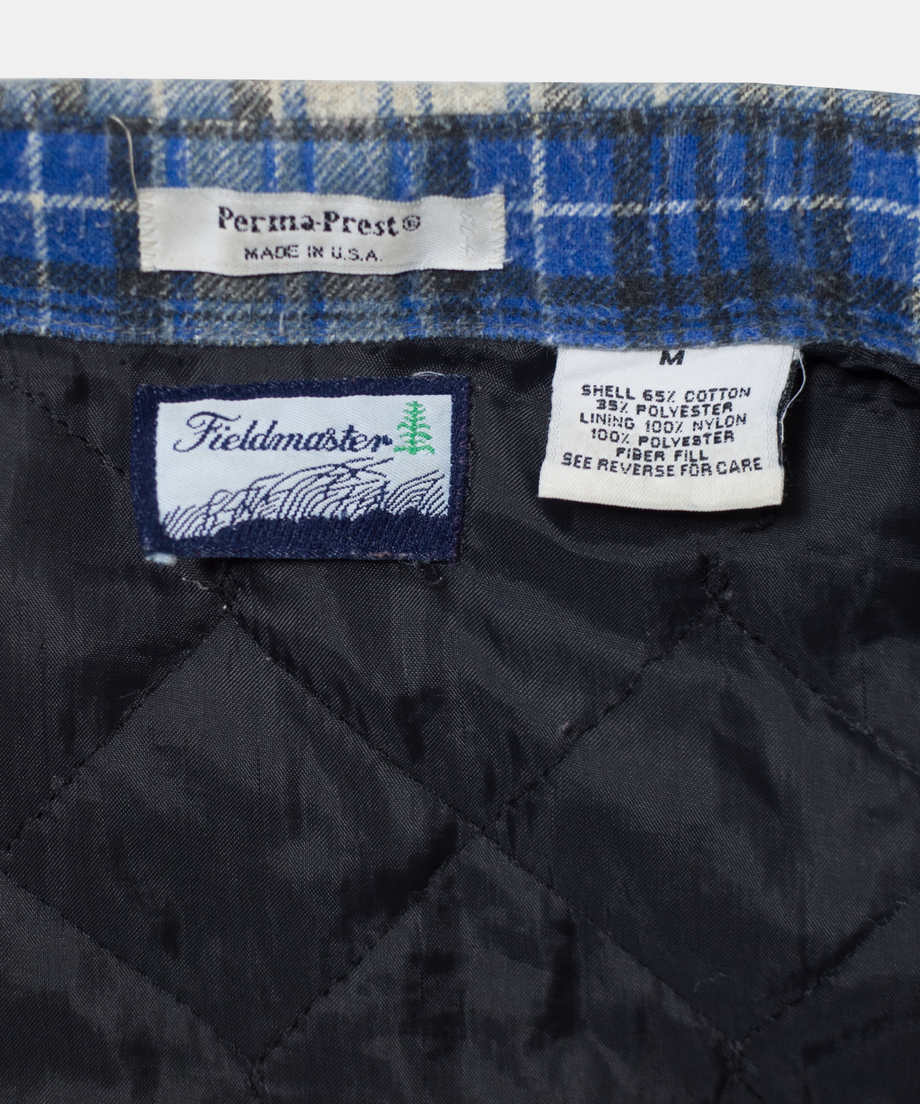 Perma-Prest®
MADE IN U.S.A.
M
Fieldmaster
SHELL 65% COTTON
35% POLYESTER
LINING 100% NYLON
100% POLYESTER
FIBER FILL
SEE REVERSE FOR CARE